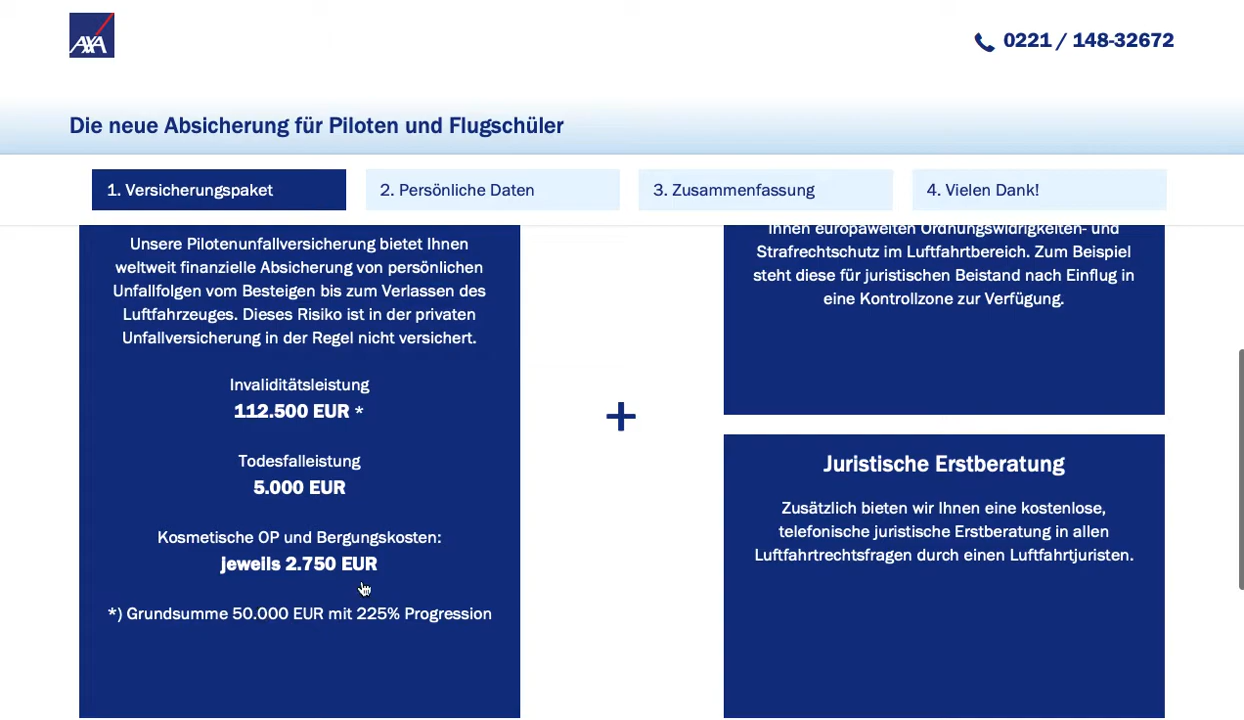 AXA
0221 / 148-32672
Die neue Absicherung für Piloten und Flugschüler
1. Versicherungspaket
2. Persönliche Daten
3. Zusammenfassung
4. Vielen Dank!
Unsere Pilotenunfallversicherung bietet Ihnen
weltweit finanzielle Absicherung von persönlichen
Unfallfolgen vom Besteigen bis zum Verlassen des
Luftfahrzeuges. Dieses Risiko ist in der privaten
Unfallversicherung in der Regel nicht versichert.
Invaliditätsleistung
112.500 EUR *
Todesfalleistung
5.000 EUR
Kosmetische OP und Bergungskosten:
jeweils 2.750 EUR
*) Grundsumme 50.000 EUR mit 225% Progression
+
Ihnen europaweiten Ordnungswidrigkeiten- und
Strafrechtschutz im Luftfahrtbereich. Zum Beispiel
steht diese für juristischen Beistand nach Einflug in
eine Kontrollzone zur Verfügung.
Juristische Erstberatung
Zusätzlich bieten wir Ihnen eine kostenlose,
telefonische juristische Erstberatung in allen
Luftfahrtrechtsfragen durch einen Luftfahrtjuristen.